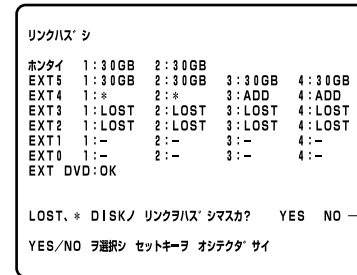 リンクハズシ
ホンタイ 1:30GB 2:30GB
EXT5 1:30GB 2:30GB 3:30GB 4:30GB
EXT4 1:* 2:* 3:ADD 4:ADD
EXT3 1:LOST 2:LOST 3:LOST 4:LOST
EXT2 1:LOST 2:LOST 3:LOST 4:LOST
EXT1 1:− 2:− 3:− 4:−
EXT0 1:− 2:− 3:− 4:−
EXT DVD:OK
LOST、* DISKノ リンクヲハズシマスカ? YES NO
YES/NO ヲ選択シ セットキーヲ オシテクダサイ